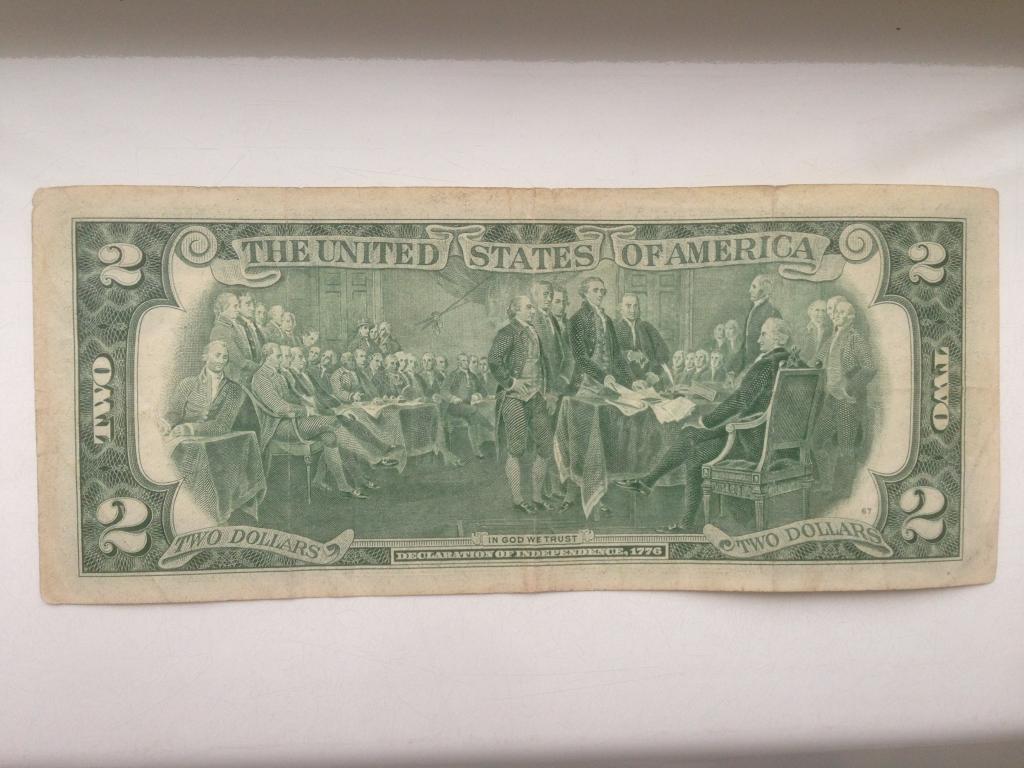 THE UNITED STATES OF AMERICA
2
2
TWO
TWO
2
2
67
TWO DOLLARS
IN GOD WE TRUST
TWO DOLLARS
DECLARATION OF INDEPENDENCE, 1776